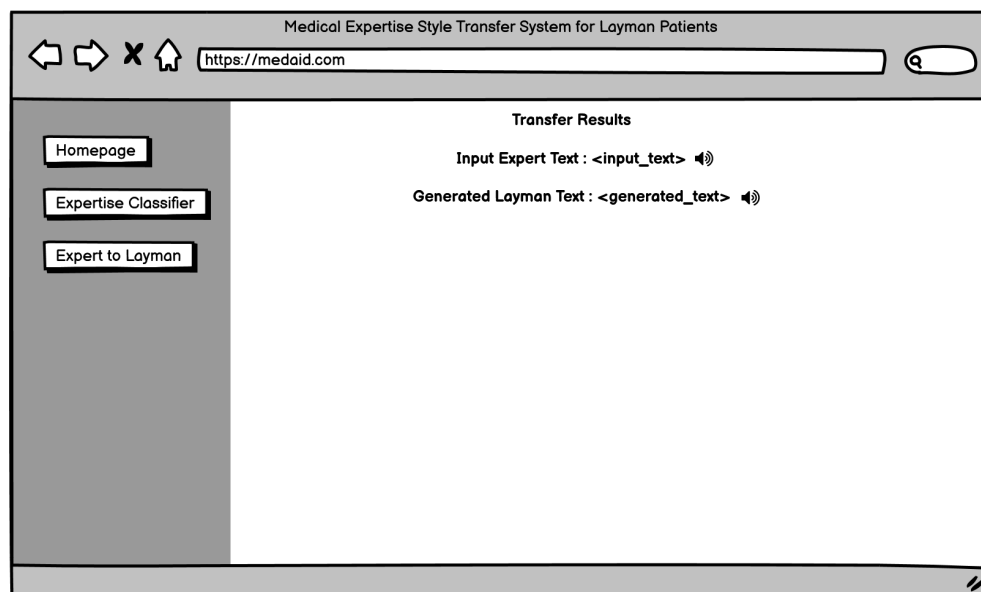 Medical Expertise Style Transfer System for Layman Patients
https://medaid.com
Transfer Results
Homepage
Input Expert Text : <input_text>
Expertise Classifier
Generated Layman Text : <generated_text>
Expert to Layman